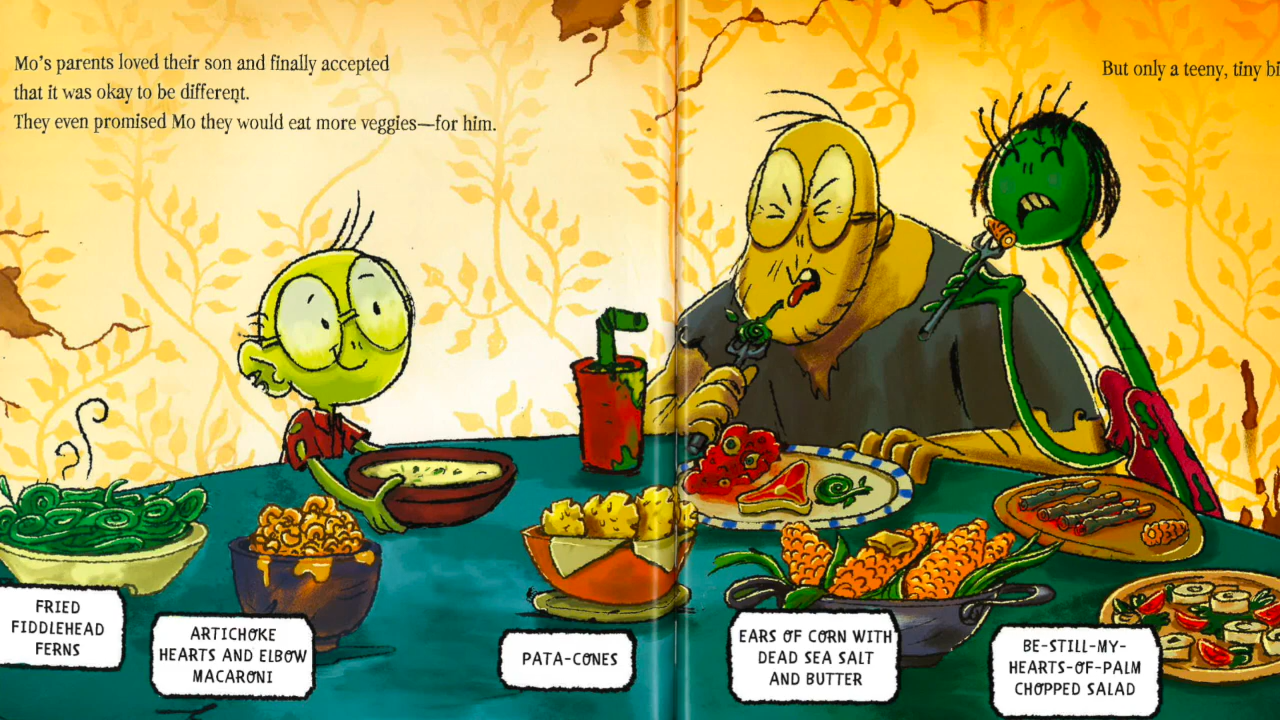 Mo's parents loved their son and finally accepted
that it was okay to be different.
They even promised Mo they would eat more veggies—for him.
But only a teeny, tiny bi
FRIED
FIDDLEHEAD
FERNS
ARTICHOKE
HEARTS AND ELBOW
MACARONI
PATA-CONES
EARS OF CORN WITH
DEAD SEA SALT
AND BUTTER
BE-STILL-MY-
HEARTS-OF-PALM
CHOPPED SALAD